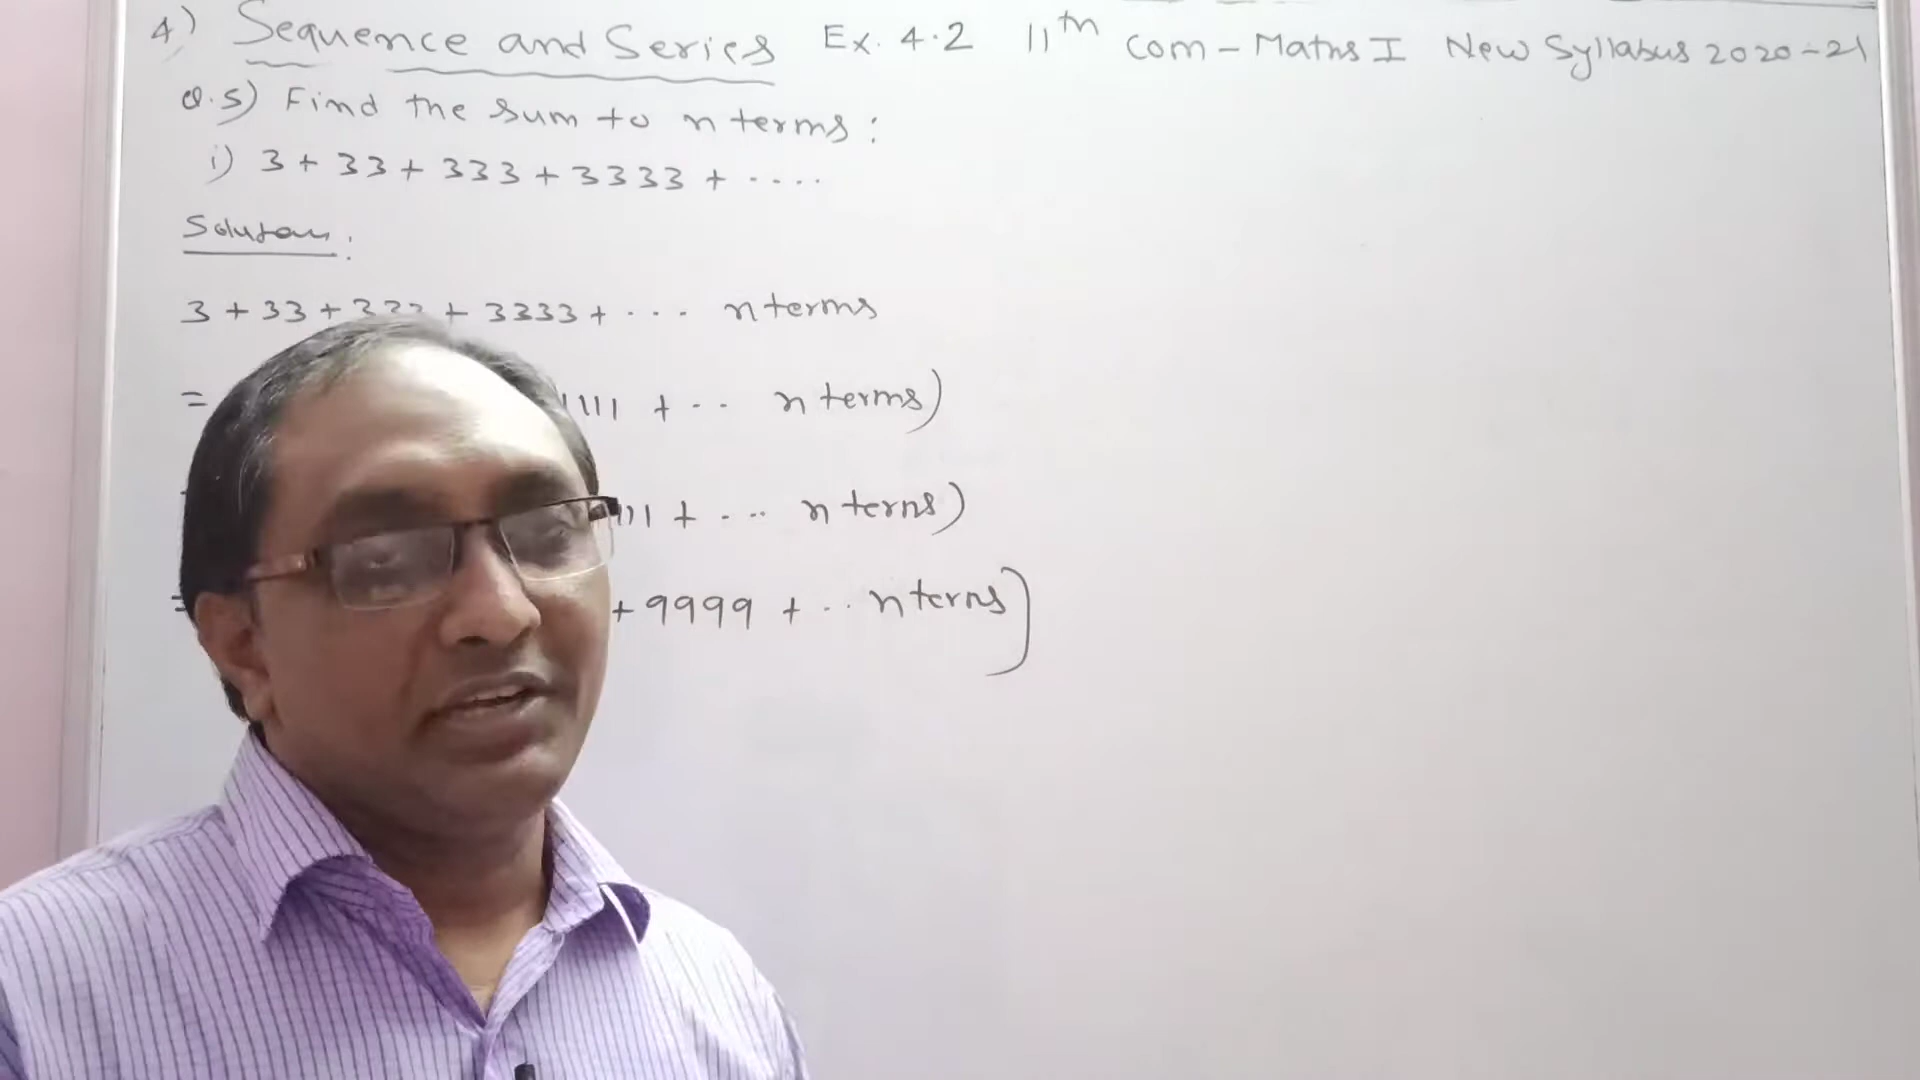 4) Sequence and Series Ex. 4.2 11th Com - Maths I New Syllabus 2020-21
Q.5) Find the sum to n terms:
i) 3 + 33 + 333 + 3333 + ....
Solution:
3 + 33 + 333 + 3333 + ... n terms
= 1111 + .. n terms)
111 + ... n terms)
= + 9999 + .. n terms)